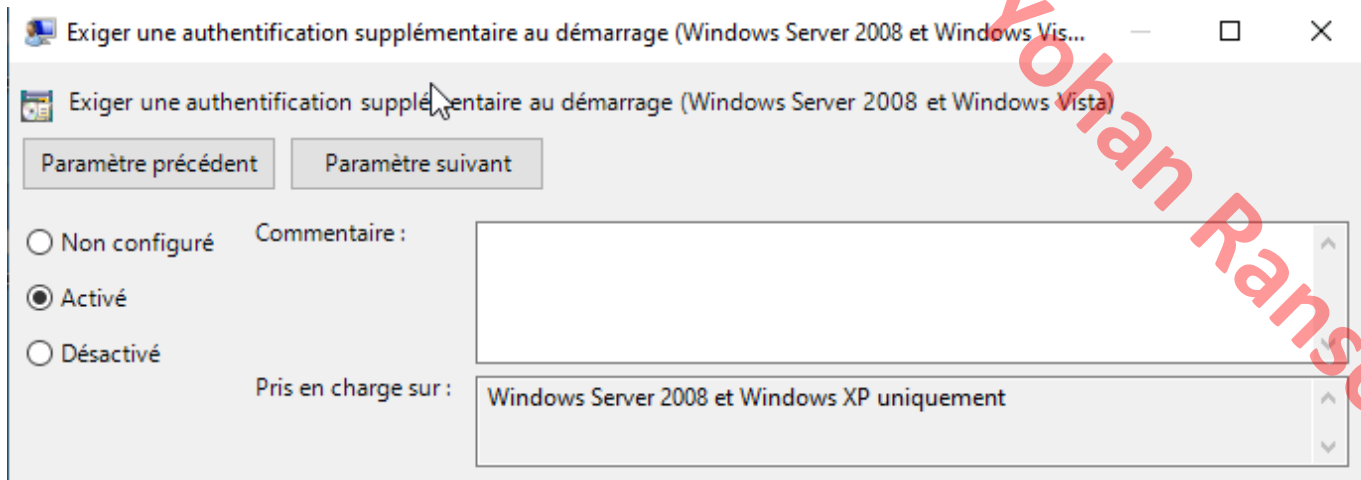 Exiger une authentification supplémentaire au démarrage (Windows Server 2008 et Windows Vis...
Exiger une authentification supplémentaire au démarrage (Windows Server 2008 et Windows Vista)
Paramètre précédent Paramètre suivant
Non configuré
Commentaire :
Activé
Désactivé
Pris en charge sur :
Windows Server 2008 et Windows XP uniquement
Yohan